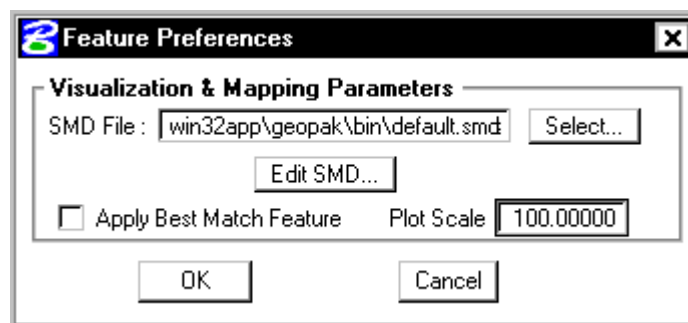 Feature Preferences
Visualization & Mapping Parameters
SMD File : win32app\geopak\bin\default.smd Select...
Edit SMD...
Apply Best Match Feature Plot Scale 100.00000
OK Cancel